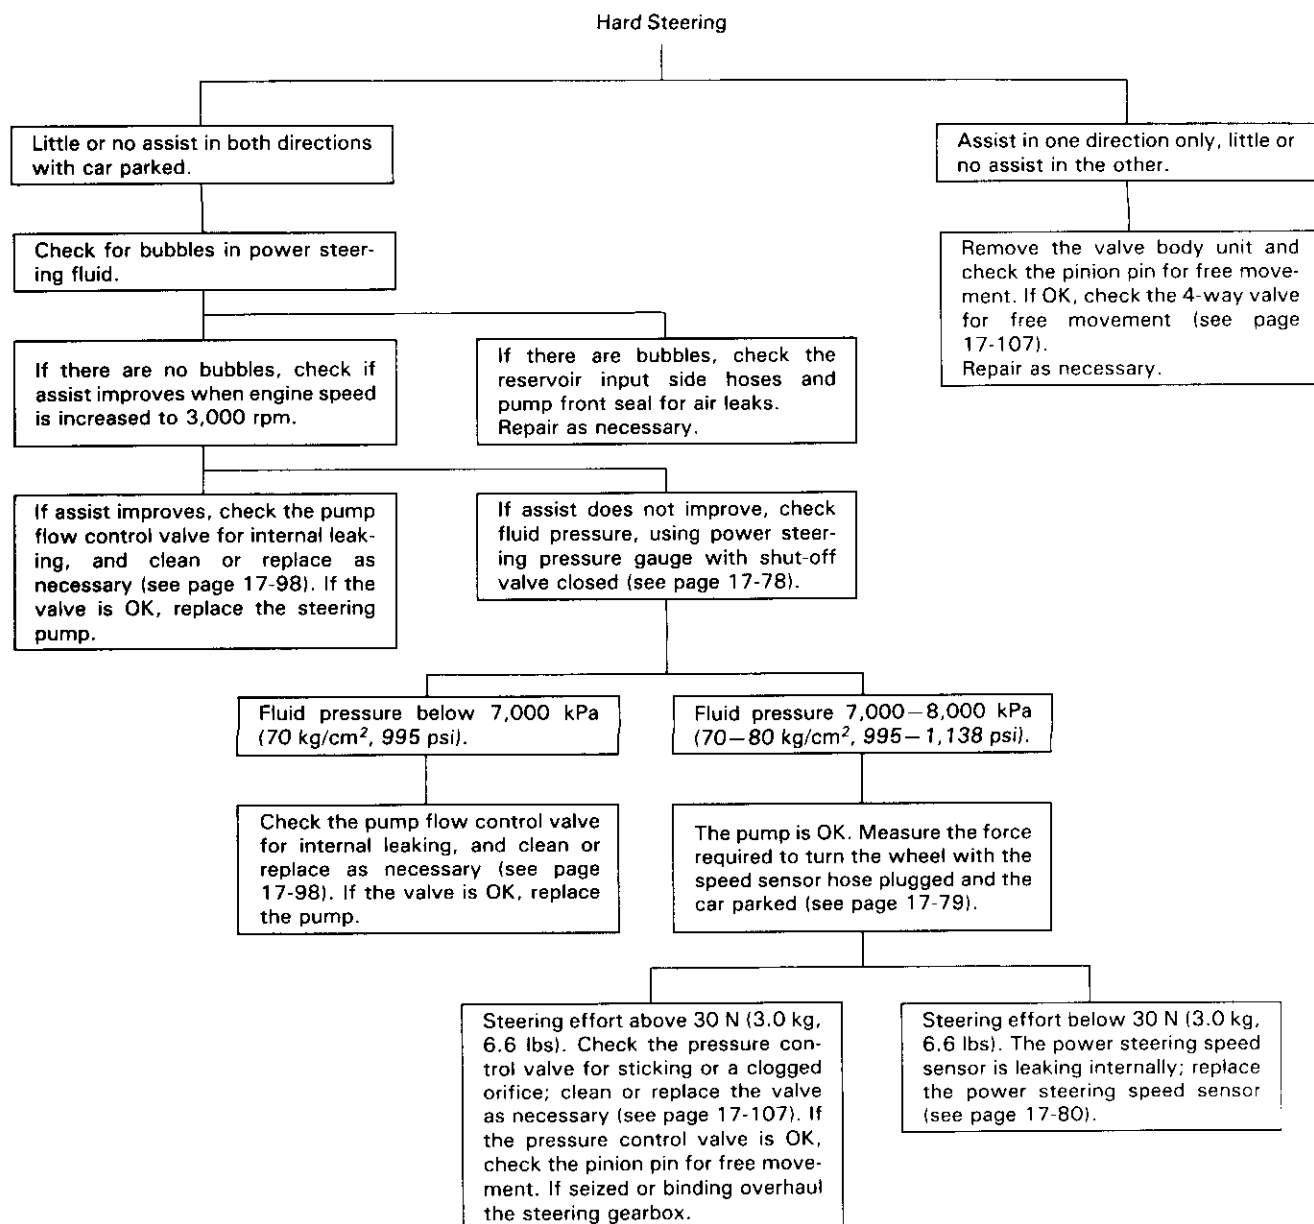 Hard Steering
Little or no assist in both directions
with car parked.
Assist in one direction only, little or
no assist in the other.
Check for bubbles in power steer-
ing fluid.
Remove the valve body unit and
check the pinion pin for free move-
ment. If OK, check the 4-way valve
for free movement (see page
17-107).
Repair as necessary.
If there are no bubbles, check if
assist improves when engine speed
is increased to 3,000 rpm.
If there are bubbles, check the
reservoir input side hoses and
pump front seal for air leaks.
Repair as necessary.
If assist improves, check the pump
flow control valve for internal leak-
ing, and clean or replace as
necessary (see page 17-98). If the
valve is OK, replace the steering
pump.
If assist does not improve, check
fluid pressure, using power steer-
ing pressure gauge with shut-off
valve closed (see page 17-78).
Fluid pressure below 7,000 kPa
(70 kg/cm², 995 psi).
Fluid pressure 7,000—8,000 kPa
(70—80 kg/cm², 995—1,138 psi).
Check the pump flow control valve
for internal leaking, and clean or
replace as necessary (see page
17-98). If the valve is OK, replace
the pump.
The pump is OK. Measure the force
required to turn the wheel with the
speed sensor hose plugged and the
car parked (see page 17-79).
Steering effort above 30 N (3.0 kg,
6.6 lbs). Check the pressure con-
trol valve for sticking or a clogged
orifice; clean or replace the valve
as necessary (see page 17-107). If
the pressure control valve is OK,
check the pinion pin for free move-
ment. If seized or binding overhaul
the steering gearbox.
Steering effort below 30 N (3.0 kg,
6.6 lbs). The power steering speed
sensor is leaking internally; replace
the power steering speed sensor
(see page 17-80).